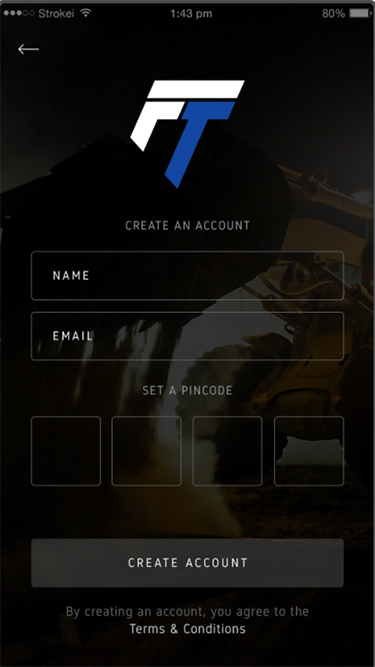 Strokei 1:43 pm 80%
FT
CREATE AN ACCOUNT
NAME
EMAIL
SET A PINCODE
CREATE ACCOUNT
By creating an account, you agree to the
Terms & Conditions